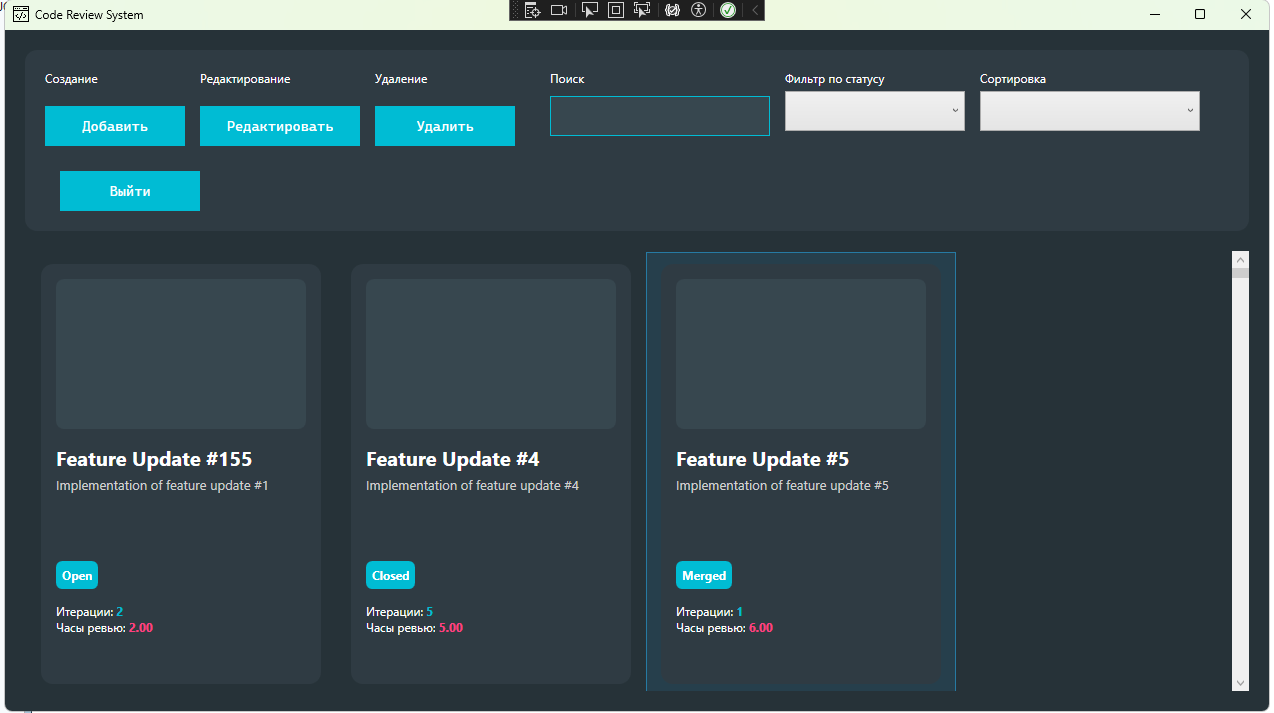 Code Review System
Создание
Редактирование
Удаление
Поиск
Фильтр по статусу
Сортировка
Добавить
Редактировать
Удалить
Выйти
Feature Update #155
Implementation of feature update #1
Open
Итерации: 2
Часы ревью: 2.00
Feature Update #4
Implementation of feature update #4
Closed
Итерации: 5
Часы ревью: 5.00
Feature Update #5
Implementation of feature update #5
Merged
Итерации: 1
Часы ревью: 6.00